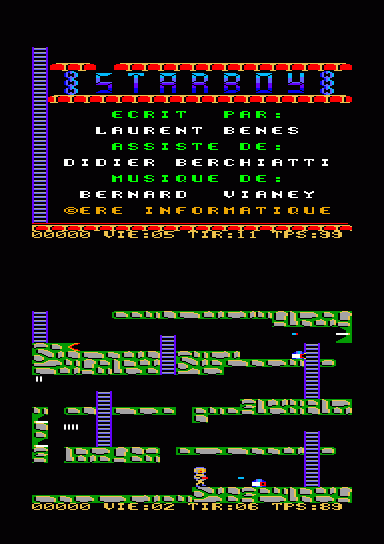 STARBOY
ECRIT PAR:
LAURENT BENES
ASSISTE DE:
DIDIER BERCHIATTI
MUSIQUE DE:
BERNARD VIANEY
©ERE INFORMATIQUE
00000 VIE:05 TIR:11 TPS:99
00000 VIE:02 TIR:06 TPS:89